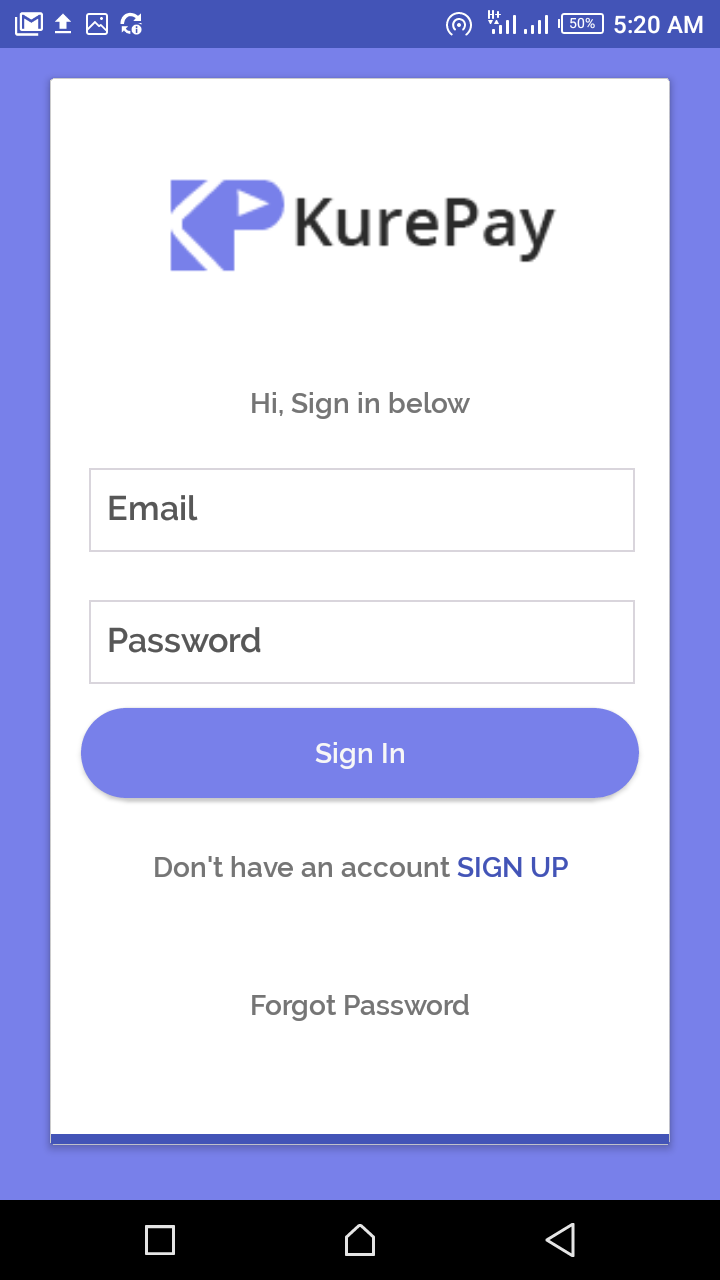 H+ 50% 5:20 AM
KurePay
Hi, Sign in below
Email
Password
Sign In
Don't have an account SIGN UP
Forgot Password